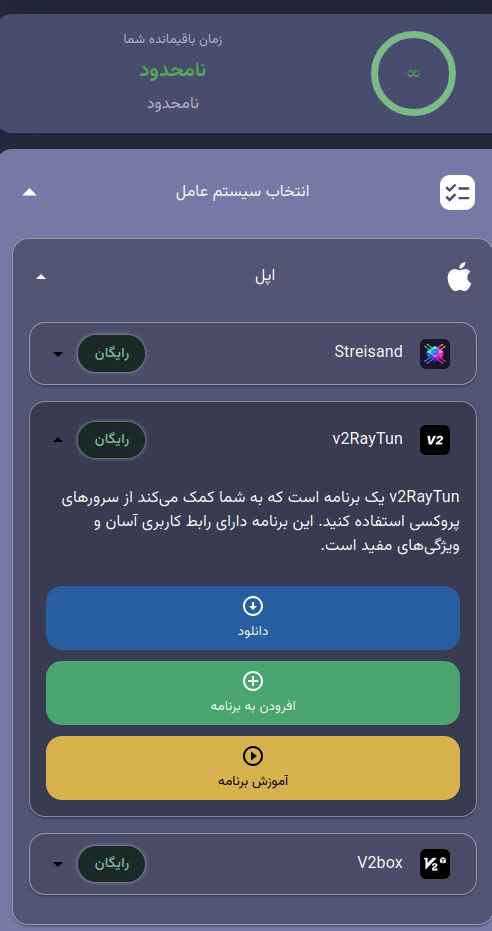 زمان باقیمانده شما
نامحدود
نامحدود
∞
انتخاب سیستم عامل
اپل
Streisand
رایگان
v2RayTun
رایگان
v2RayTun یک برنامه است که به شما کمک می‌کند از سرورهای
پروکسی استفاده کنید. این برنامه دارای رابط کاربری آسان و
ویژگی‌های مفید است.
دانلود
افرودن به برنامه
آموزش برنامه
V2box
رایگان